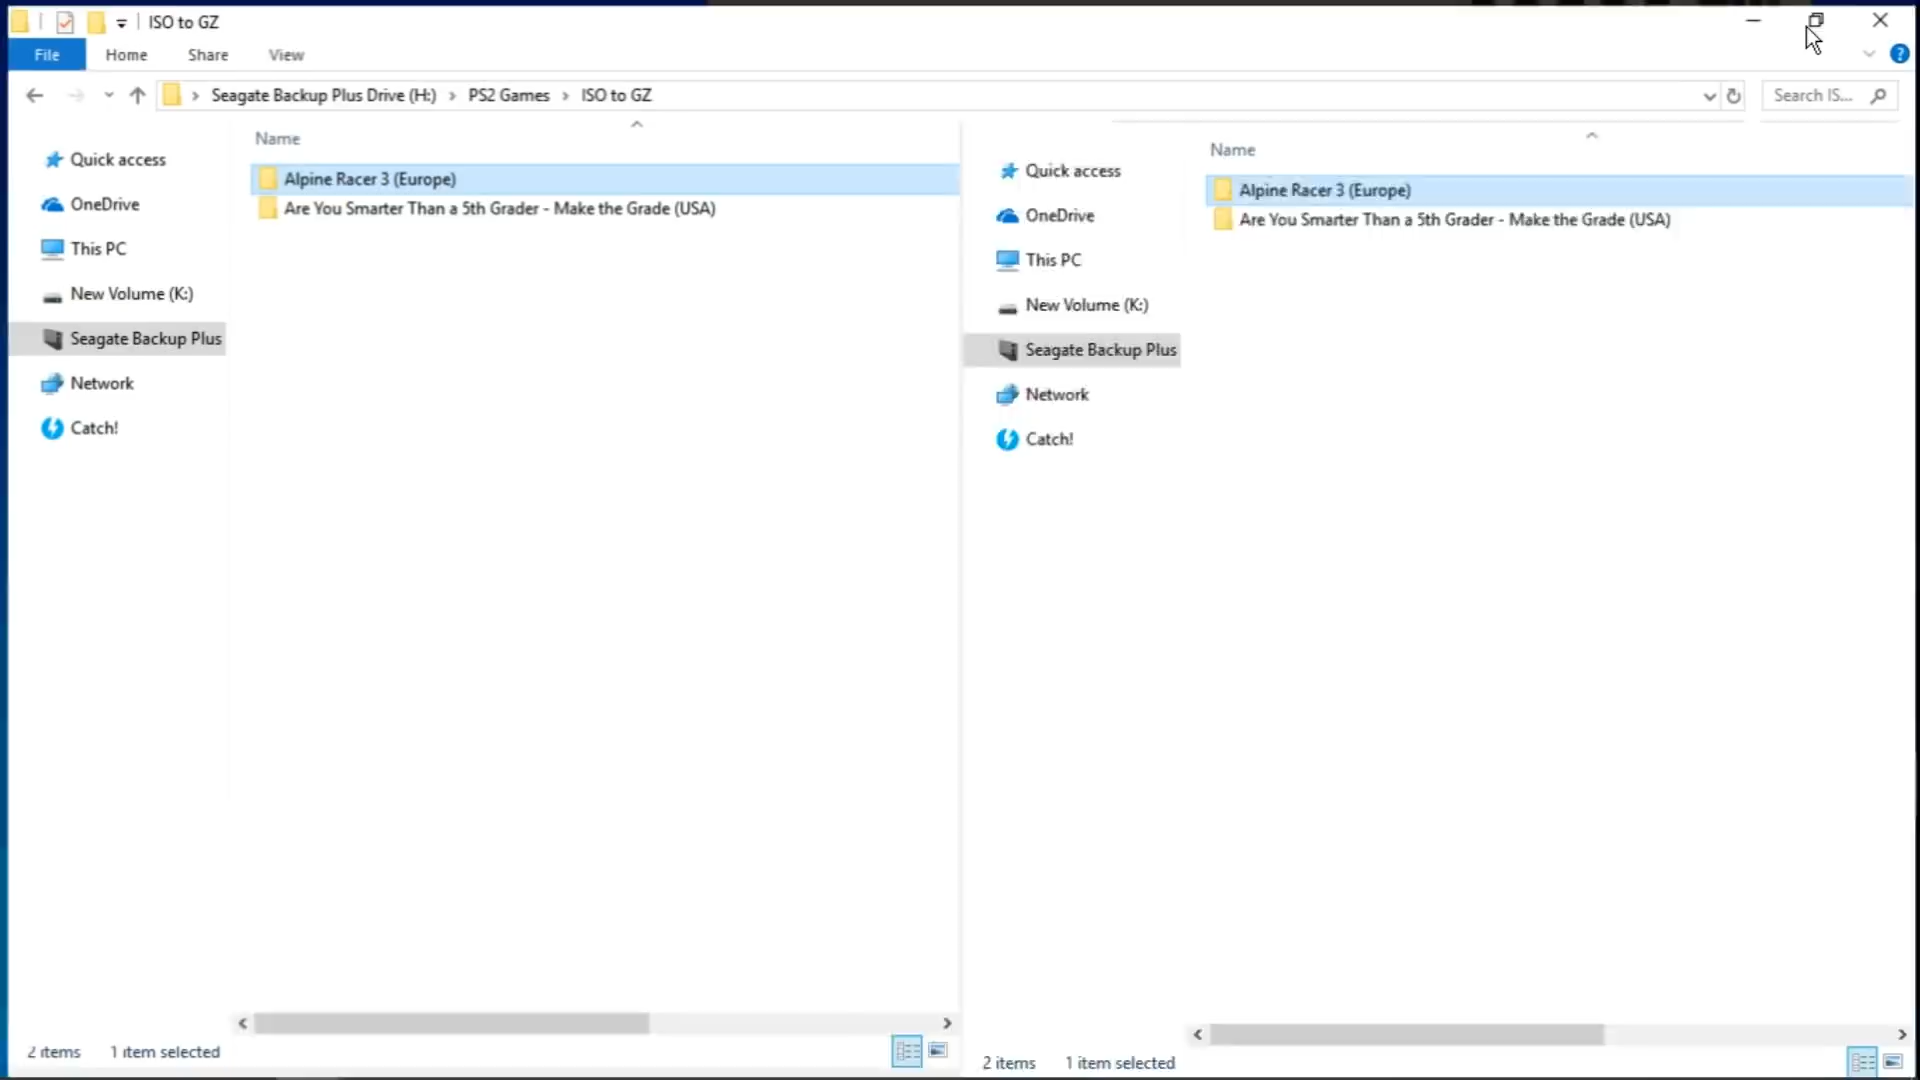 ISO to GZ
File Home Share View
Seagate Backup Plus Drive (H:) PS2 Games ISO to GZ
Search IS...
Name
Quick access
OneDrive
This PC
New Volume (K:)
Seagate Backup Plus
Network
Catch!
Alpine Racer 3 (Europe)
Are You Smarter Than a 5th Grader - Make the Grade (USA)
2 items 1 item selected
Name
Quick access
OneDrive
This PC
New Volume (K:)
Seagate Backup Plus
Network
Catch!
Alpine Racer 3 (Europe)
Are You Smarter Than a 5th Grader - Make the Grade (USA)
2 items 1 item selected